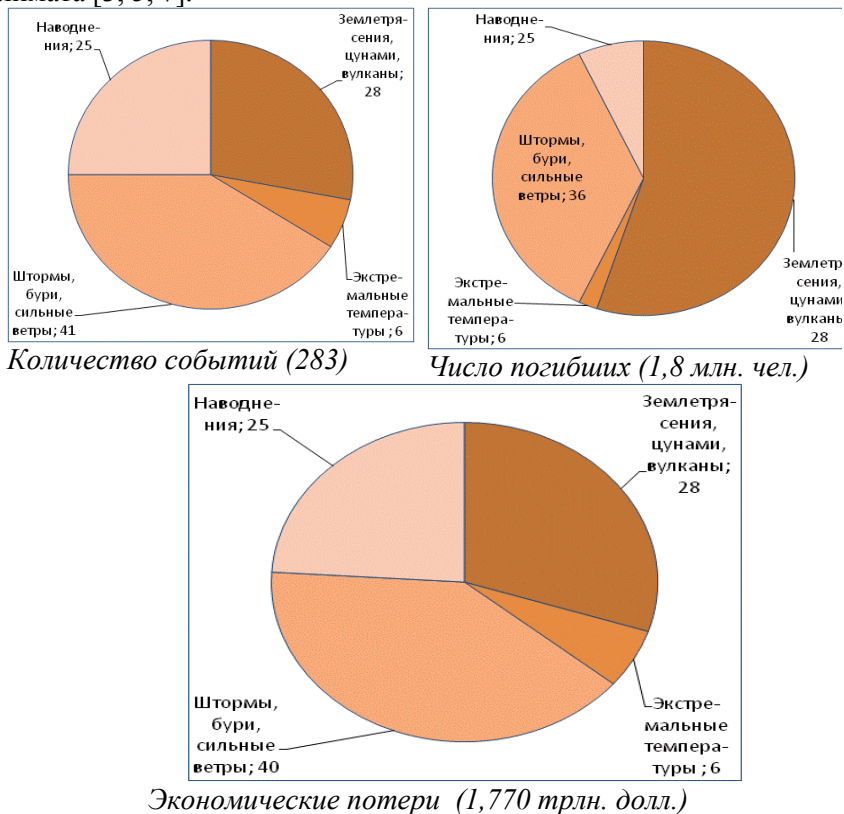 Наводне-
ния; 25
Землетря-
сения,
цунами,
вулканы;
28
Штормы,
бури,
сильные
ветры; 41
Экстре-
мальные
темпера-
туры ; 6
Количество событий (283)
Наводне-
ния; 25
Штормы,
бури,
сильные
ветры; 36
Экстре-
мальные
темпера-
туры; 6
Землетр
сения,
цунами,
вулканы
28
Число погибших (1,8 млн. чел.)
Наводне-
ния; 25
Землетря-
сения,
цунами,
вулканы;
28
Штормы,
бури,
сильные
ветры; 40
Экстре-
мальные
темпера-
туры ; 6
Экономические потери (1,770 трлн. долл.)